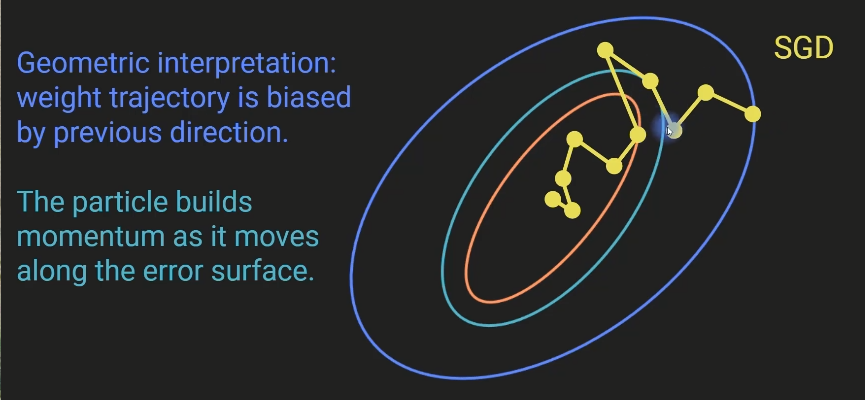 Geometric interpretation:
weight trajectory is biased
by previous direction.
The particle builds
momentum as it moves
along the error surface.
SGD